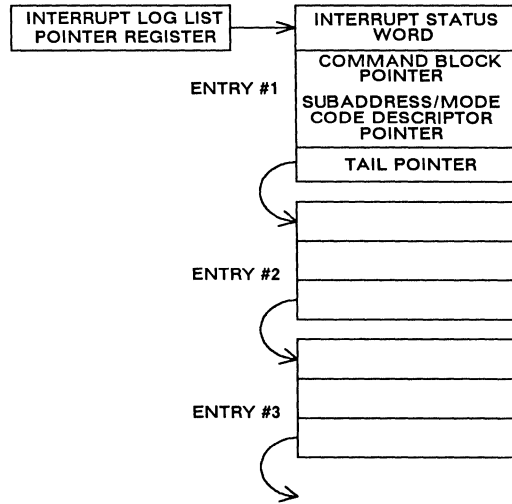 INTERRUPT LOG LIST
POINTER REGISTER
INTERRUPT STATUS
WORD
ENTRY #1
COMMAND BLOCK
POINTER
SUBADDRESS/MODE
CODE DESCRIPTOR
POINTER
TAIL POINTER
ENTRY #2
ENTRY #3